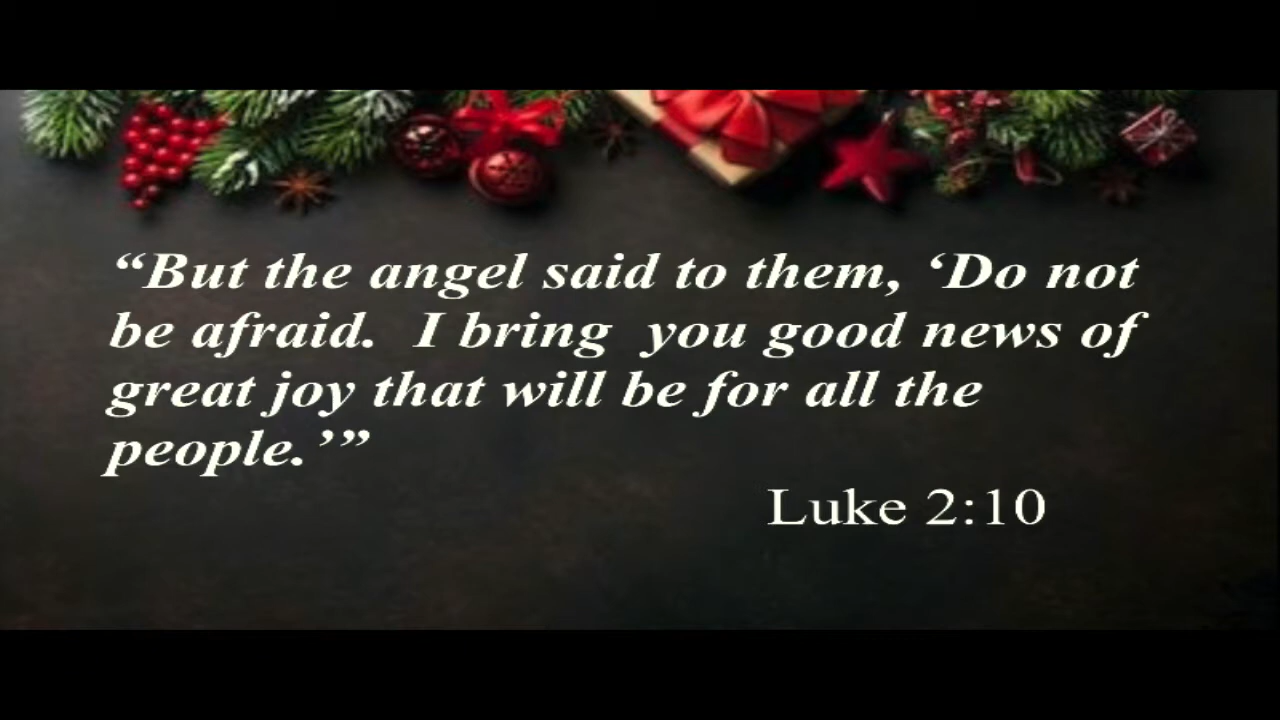 “But the angel said to them, ‘Do not
be afraid.  I bring  you good news of
great joy that will be for all the
people.’”
Luke 2:10